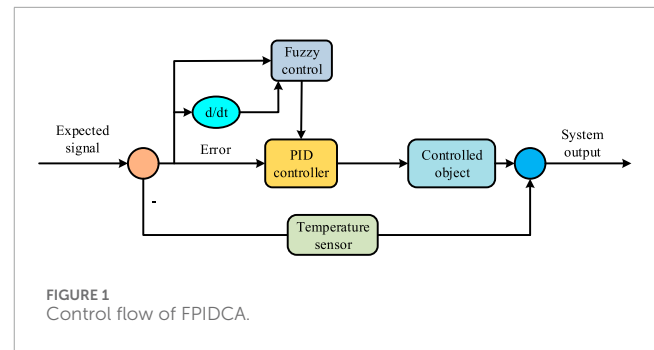 Fuzzy
control
d/dt
Expected
signal
Error
PID
controller
Controlled
object
System
output
-
Temperature
sensor
FIGURE 1
Control flow of FPIDCA.